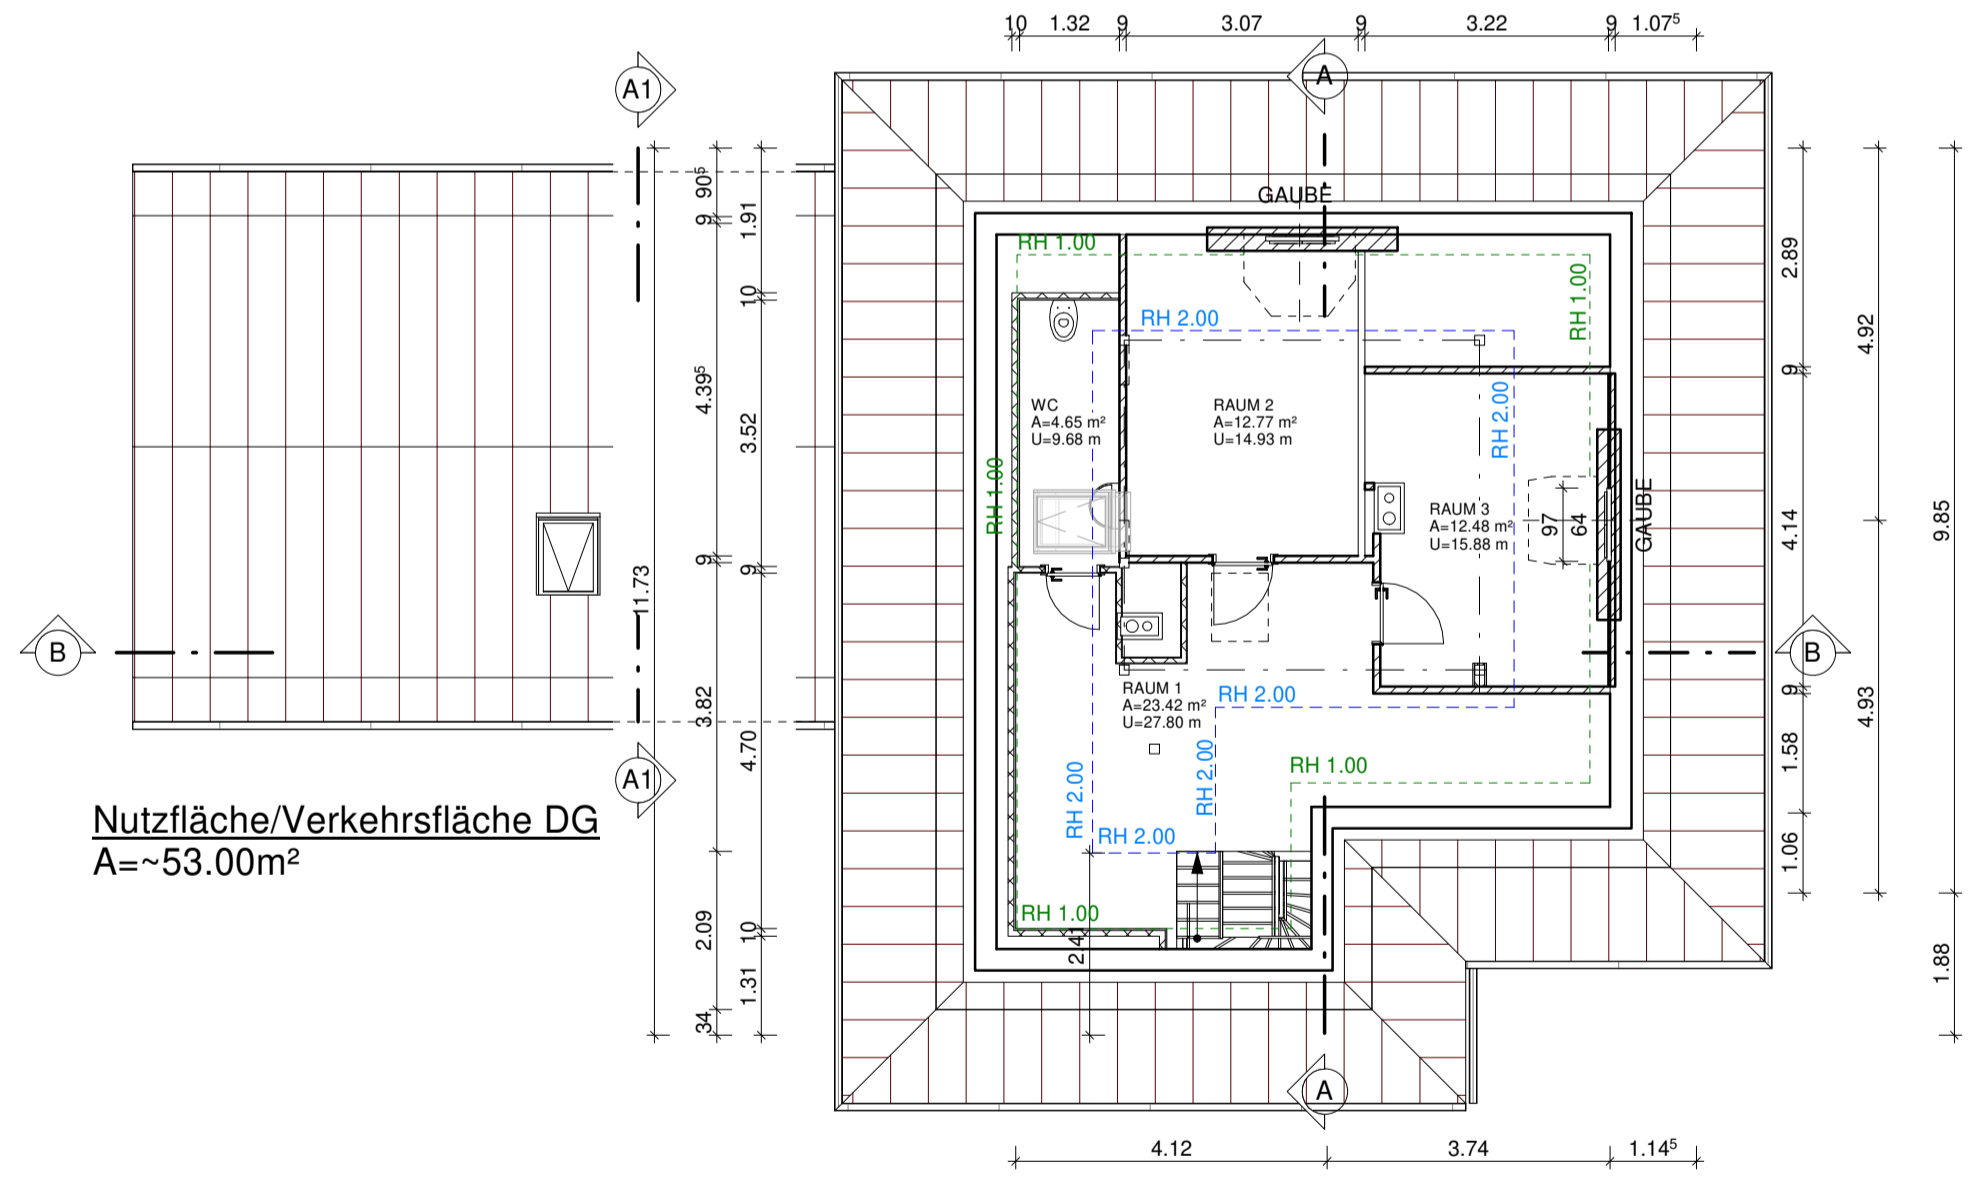 10 1.32 9 3.07 9 3.22 9 1.07⁵
A1
A
GAUBE
RH 1.00
RH 1.00
RH 2.00
90⁵
9
1.91
10
4.39⁵
3.52
9
9
11.73
3.82
4.70
2.09
10
1.31
34
2.41
2.89
9
4.92
4.14
9.85
9
4.93
1.58
1.06
1.88
WC
A=4.65 m²
U=9.68 m
RAUM 2
A=12.77 m²
U=14.93 m
RH 2.00
RH 1.00
RAUM 3
A=12.48 m²
U=15.88 m
97
64
GAUBE
B
B
RAUM 1
A=23.42 m²
U=27.80 m
RH 2.00
RH 2.00
RH 2.00
RH 1.00
RH 2.00
RH 1.00
A1
Nutzfläche/Verkehrsfläche DG
A=~53.00m²
A
4.12 3.74 1.14⁵